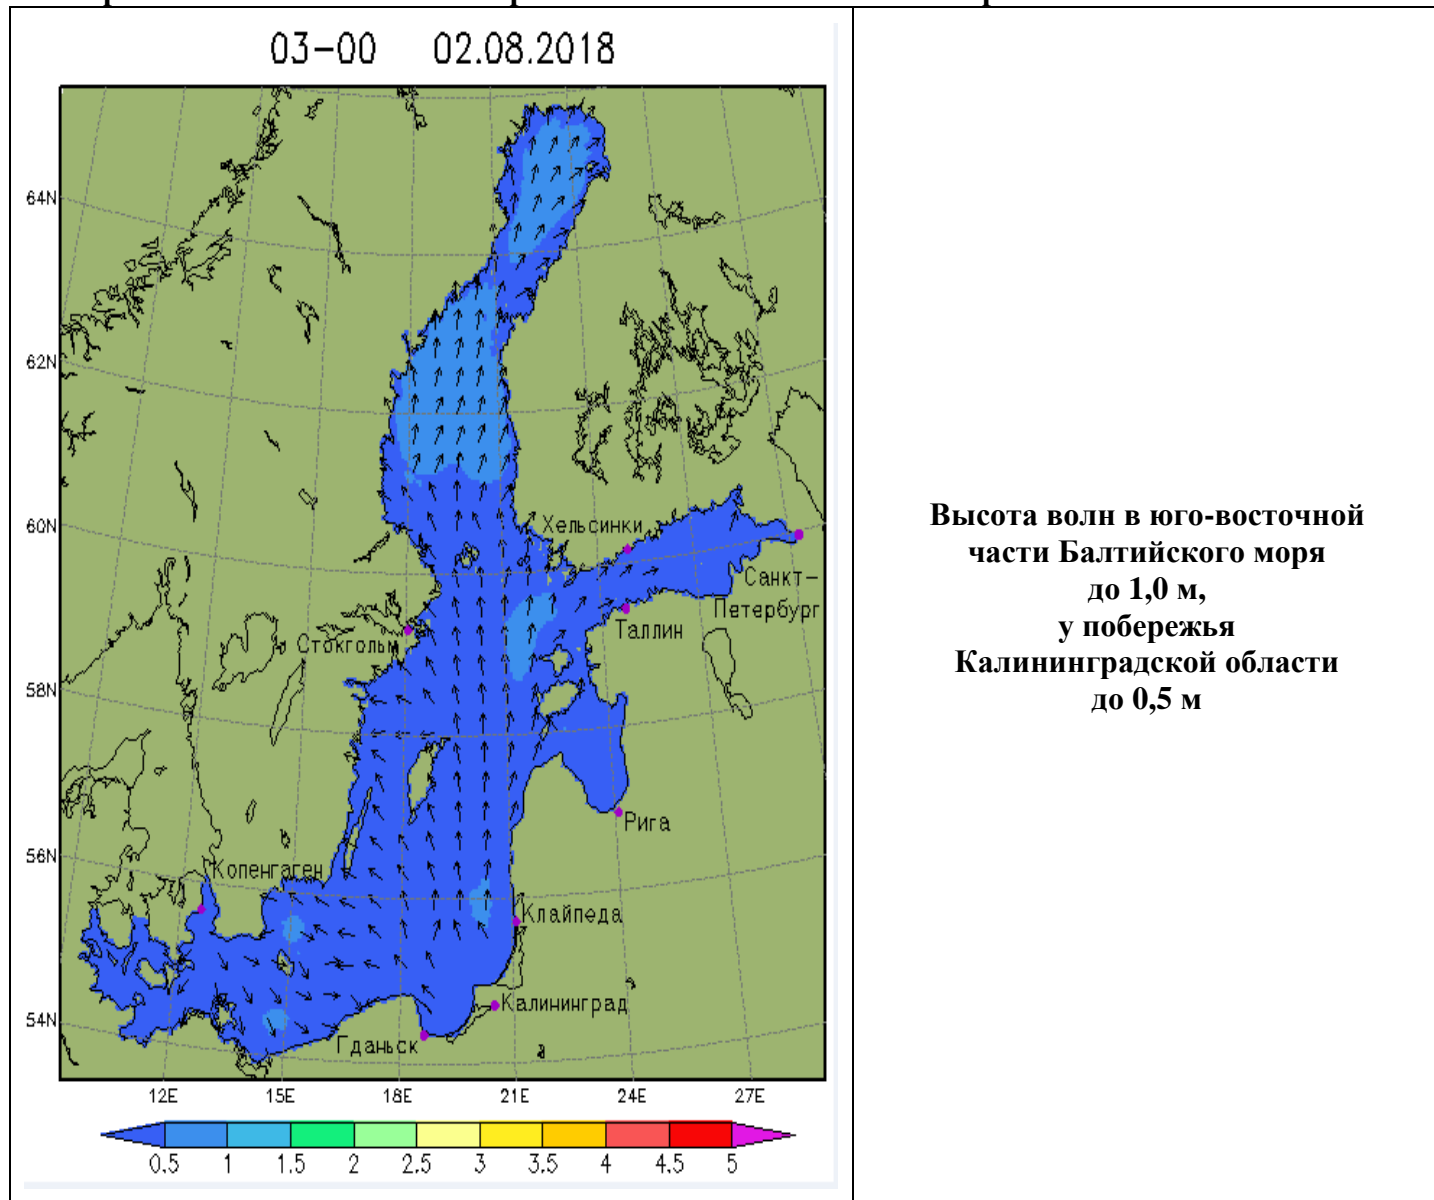 03-00 02.08.2018
64N
62N
60N
58N
56N
54N
Хельсинки
Санкт-
Петербург
Таллин
Стокгольм
Рига
Копенгаген
Клайпеда
Калининград
Гданьск
12E 15E 18E 21E 24E 27E
0.5 1 1.5 2 2.5 3 3.5 4 4.5 5
Высота волн в юго-восточной
части Балтийского моря
до 1,0 м,
у побережья
Калининградской области
до 0,5 м